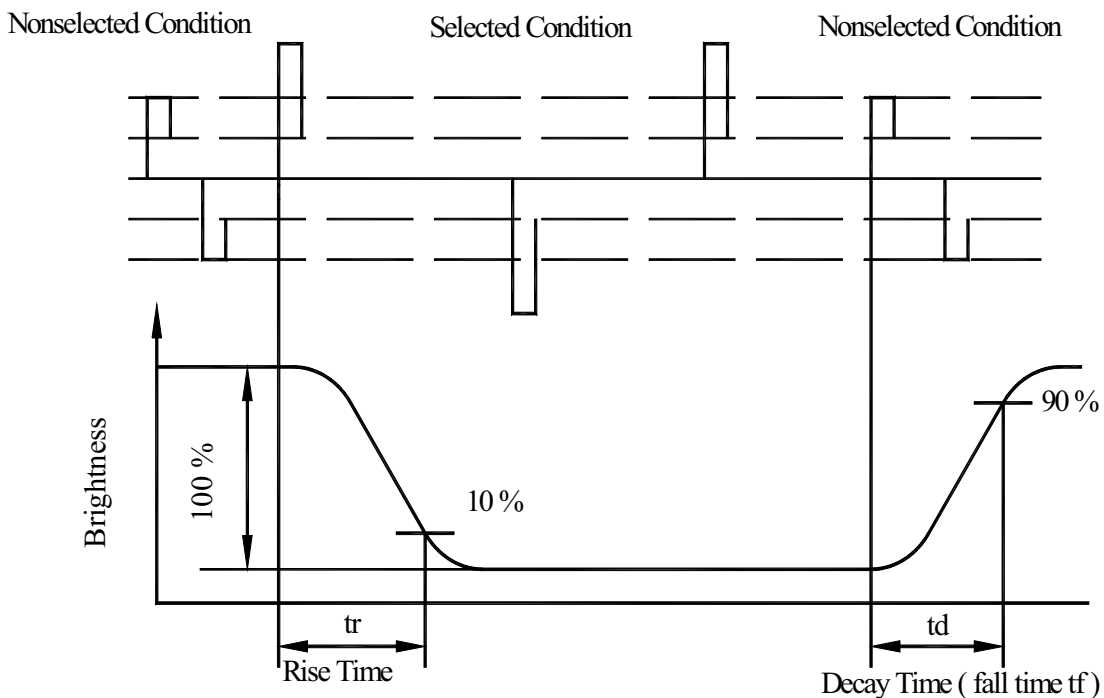 Nonselected Condition
Selected Condition
Nonselected Condition
Brightness
100 %
10 %
90 %
tr
Rise Time
td
Decay Time ( fall time tf )